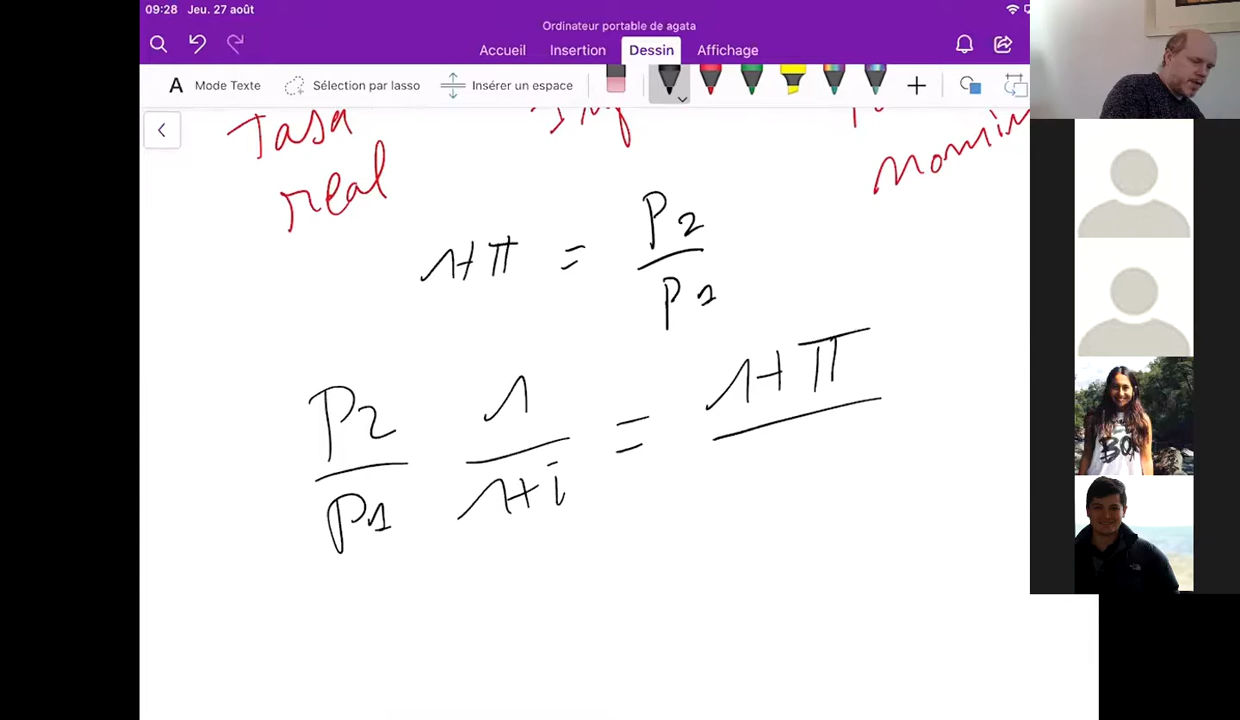 09:28 Jeu. 27 août
Ordinateur portable de agata
Accueil Insertion Dessin Affichage
A Mode Texte Sélection par lasso Insérer un espace
Tasa
real
1+π = P2/P1
P2/P1 1/1+i = 1+π
BO